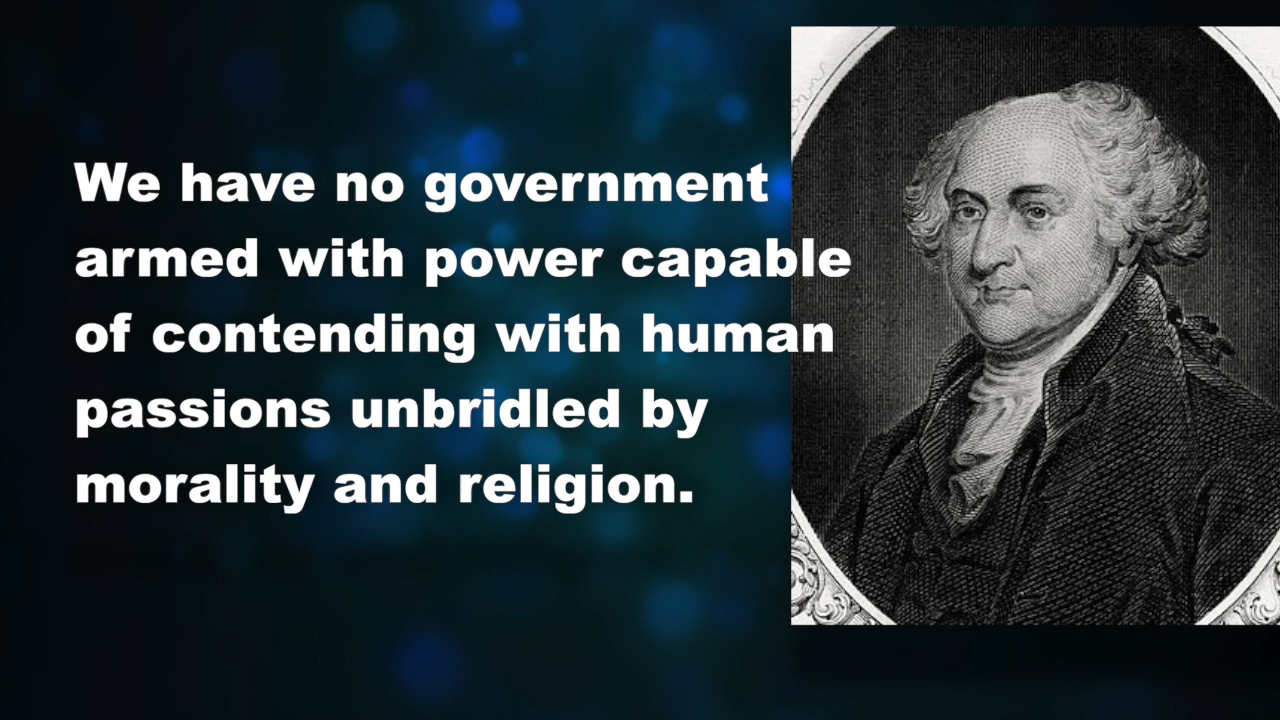 We have no government
armed with power capable
of contending with human
passions unbridled by
morality and religion.